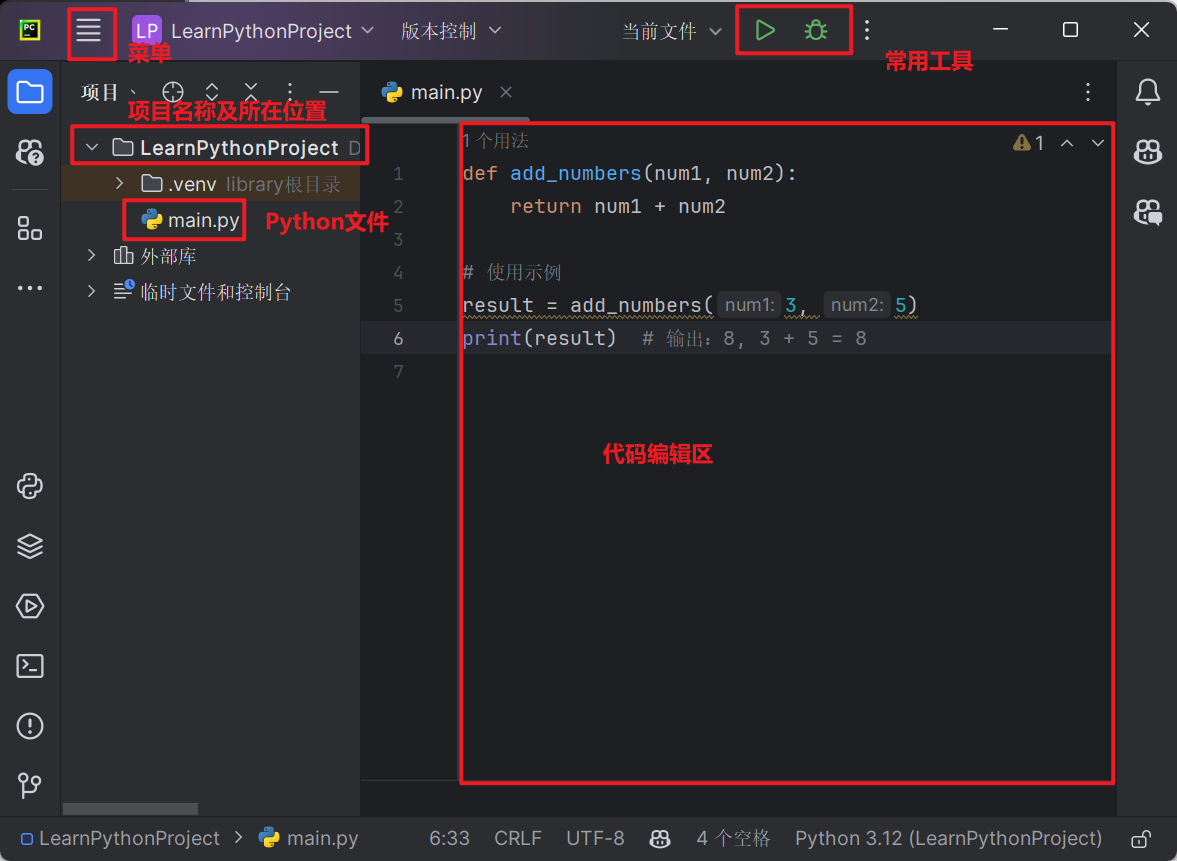 PC
LP LearnPythonProject 版本控制 当前文件
菜单
常用工具
项目
main.py
项目名称及所在位置
LearnPythonProject D
.venv library根目录
main.py
Python文件
外部库
临时文件和控制台
1 个用法
1
1 def add_numbers(num1, num2):
2 return num1 + num2
3
4 # 使用示例
5 result = add_numbers( num1: 3, num2: 5)
6 print(result) # 输出：8, 3 + 5 = 8
7
代码编辑区
LearnPythonProject > main.py 6:33 CRLF UTF-8 4 个空格 Python 3.12 (LearnPythonProject)